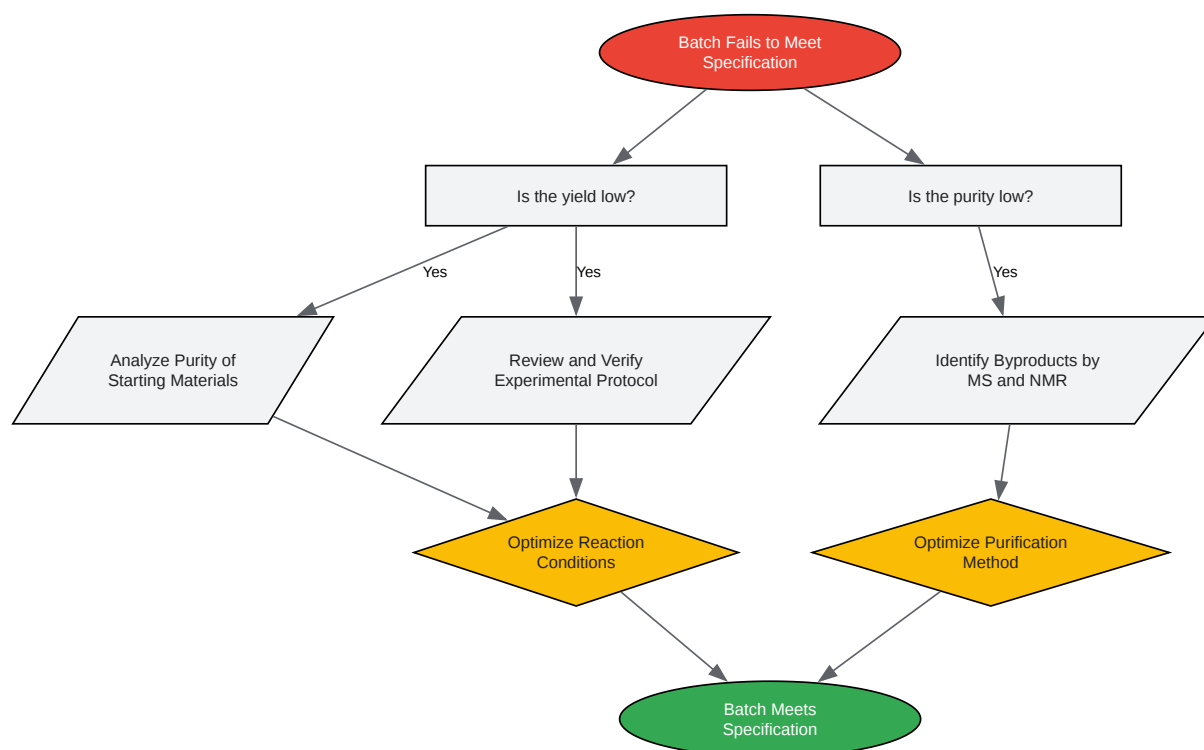 Batch Fails to Meet
Specification
Is the yield low?
Is the purity low?
Yes
Yes
Yes
Analyze Purity of
Starting Materials
Review and Verify
Experimental Protocol
Identify Byproducts by
MS and NMR
Optimize Reaction
Conditions
Optimize Purification
Method
Batch Meets
Specification